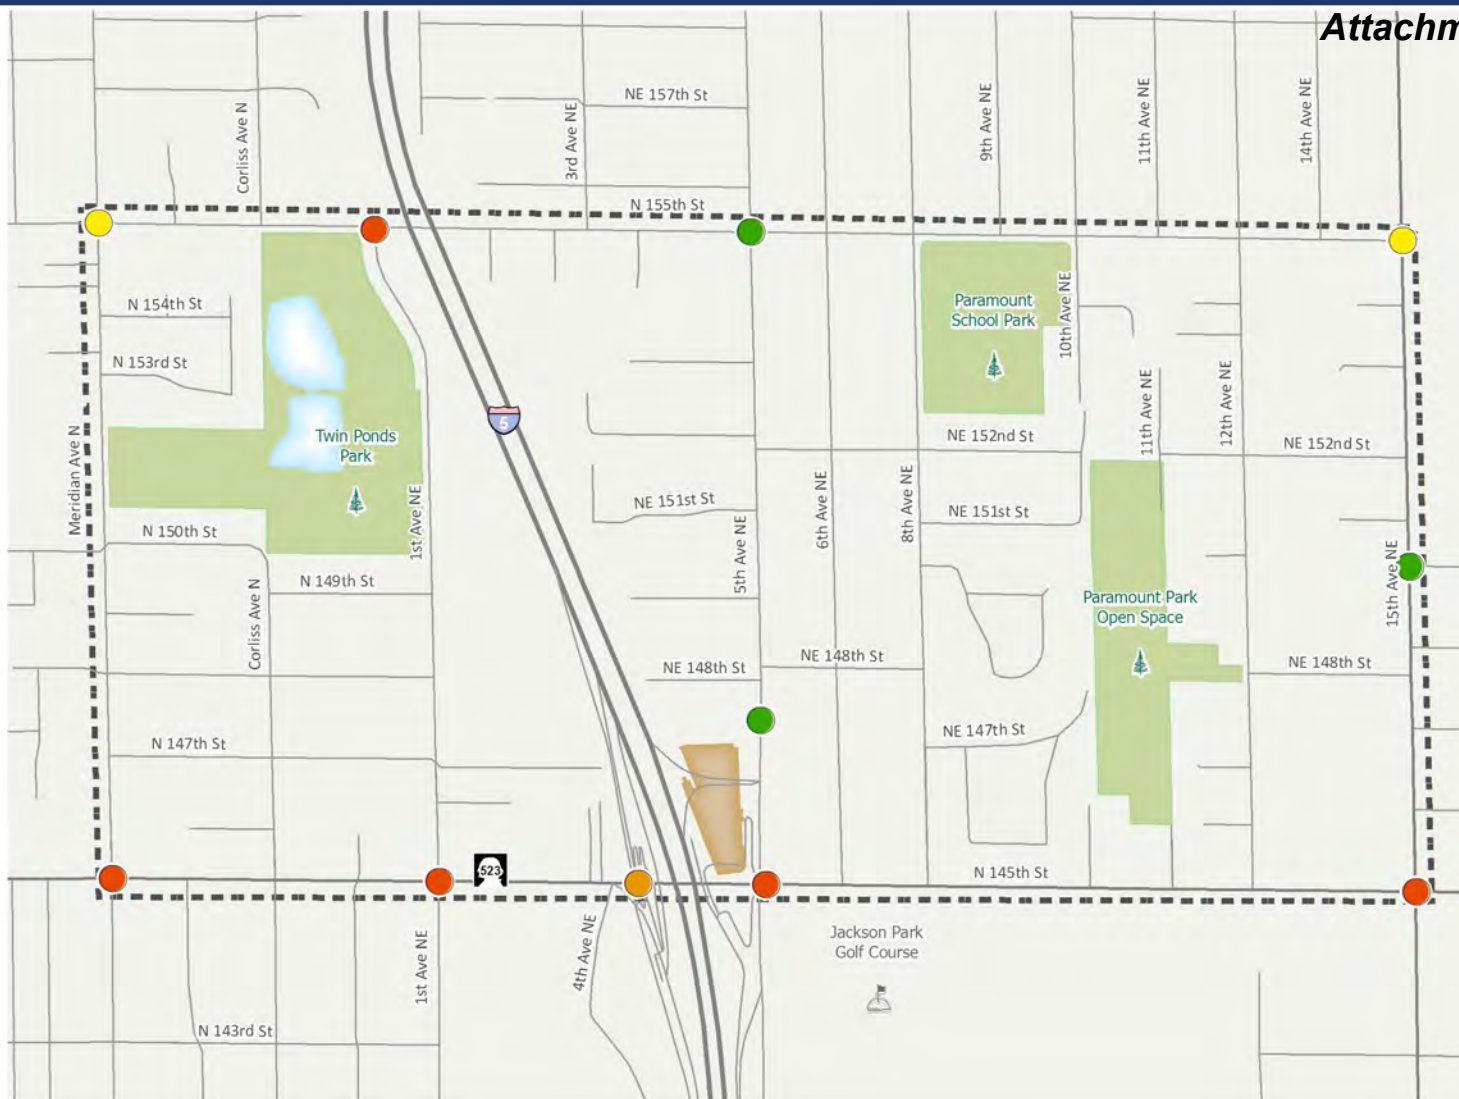 Attachm
NE 157th St
Corliss Ave N
3rd Ave NE
9th Ave NE
11th Ave NE
14th Ave NE
N 155th St
N 154th St
N 153rd St
Paramount
School Park
10th Ave NE
5
Twin Ponds
Park
Meridian Ave N
1st Ave NE
NE 152nd St
11th Ave NE
12th Ave NE
NE 152nd St
NE 151st St
5th Ave NE
6th Ave NE
8th Ave NE
NE 151st St
N 150th St
N 149th St
Corliss Ave N
15th Ave NE
Paramount Park
Open Space
NE 148th St
NE 148th St
NE 148th St
N 147th St
NE 147th St
523
N 145th St
1st Ave NE
4th Ave NE
Jackson Park
Golf Course
N 143rd St